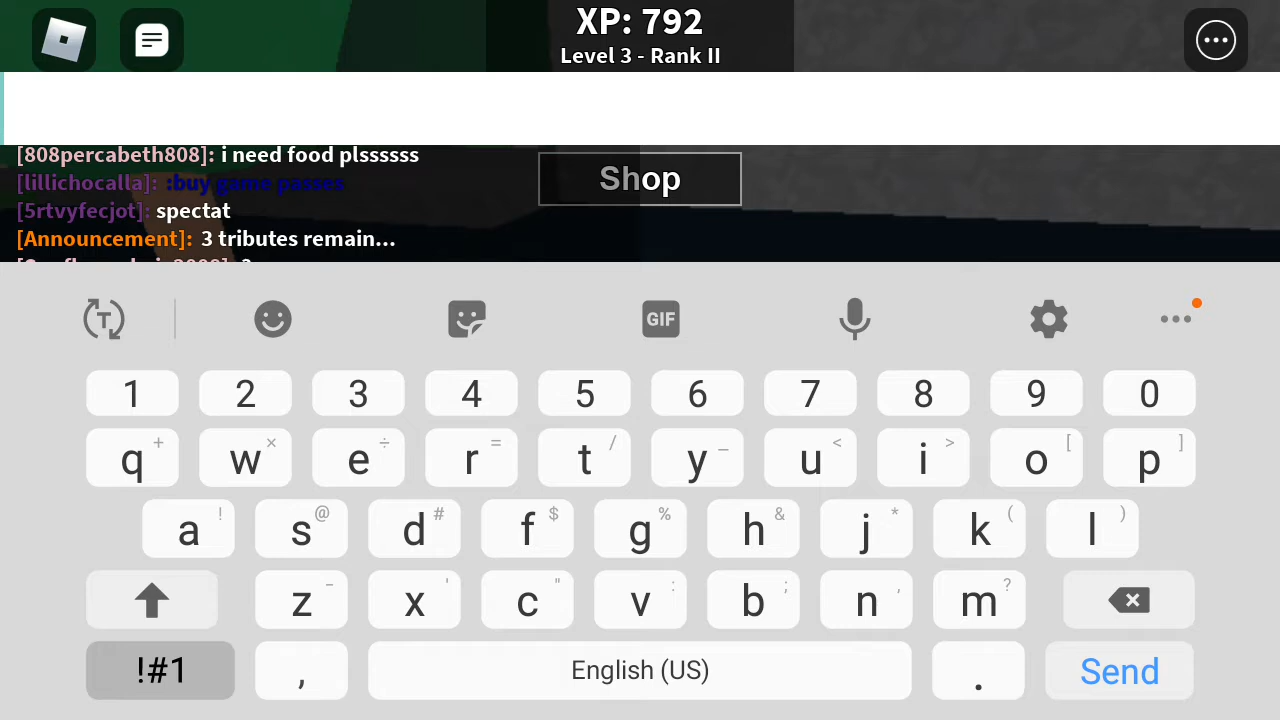 XP: 792
Level 3 - Rank II
[808percabeth808]: i need food plssssss
[lillichocalla]: :buy game passes
Shop
[5rtvyfecjot]: spectat
[Announcement]: 3 tributes remain...
GIF
1 2 3 4 5 6 7 8 9 0
q + w × e ÷ r = t / y _ u < i > o [ p ]
a ! s @ d # f $ g % h & j * k ( l )
z - x ' c " v : b ; n , m ?
!#1 , English (US) . Send